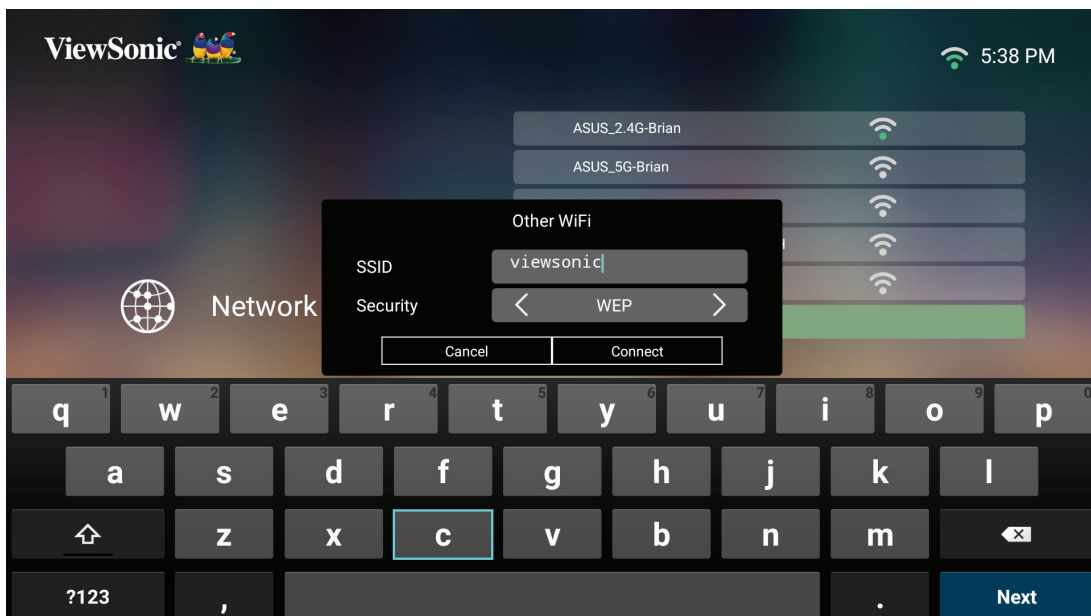 ViewSonic®
5:38 PM
ASUS_2.4G-Brian
ASUS_5G-Brian
Other WiFi
SSID viewsonic
Network
Security < WEP >
Cancel Connect
q 1 w 2 e 3 r 4 t 5 y 6 u 7 i 8 o 9 p 0
a s d f g h j k l
z x c v b n m
?123 , . Next